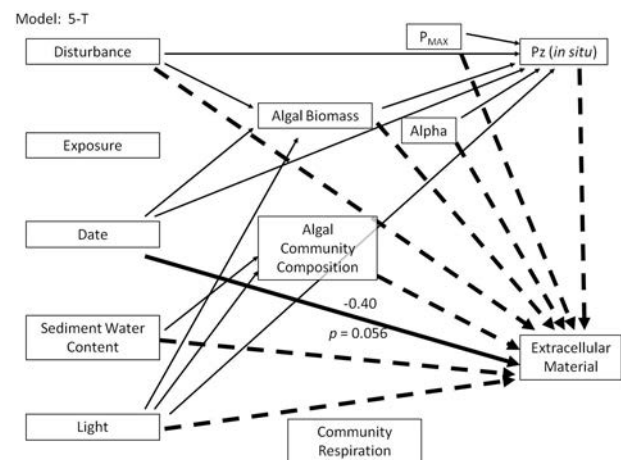 Model: 5-T
Disturbance
P_MAX
Pz (in situ)
Algal Biomass
Alpha
Exposure
Date
Algal
Community
Composition
-0.40
p = 0.056
Sediment Water
Content
Extracellular
Material
Light
Community
Respiration